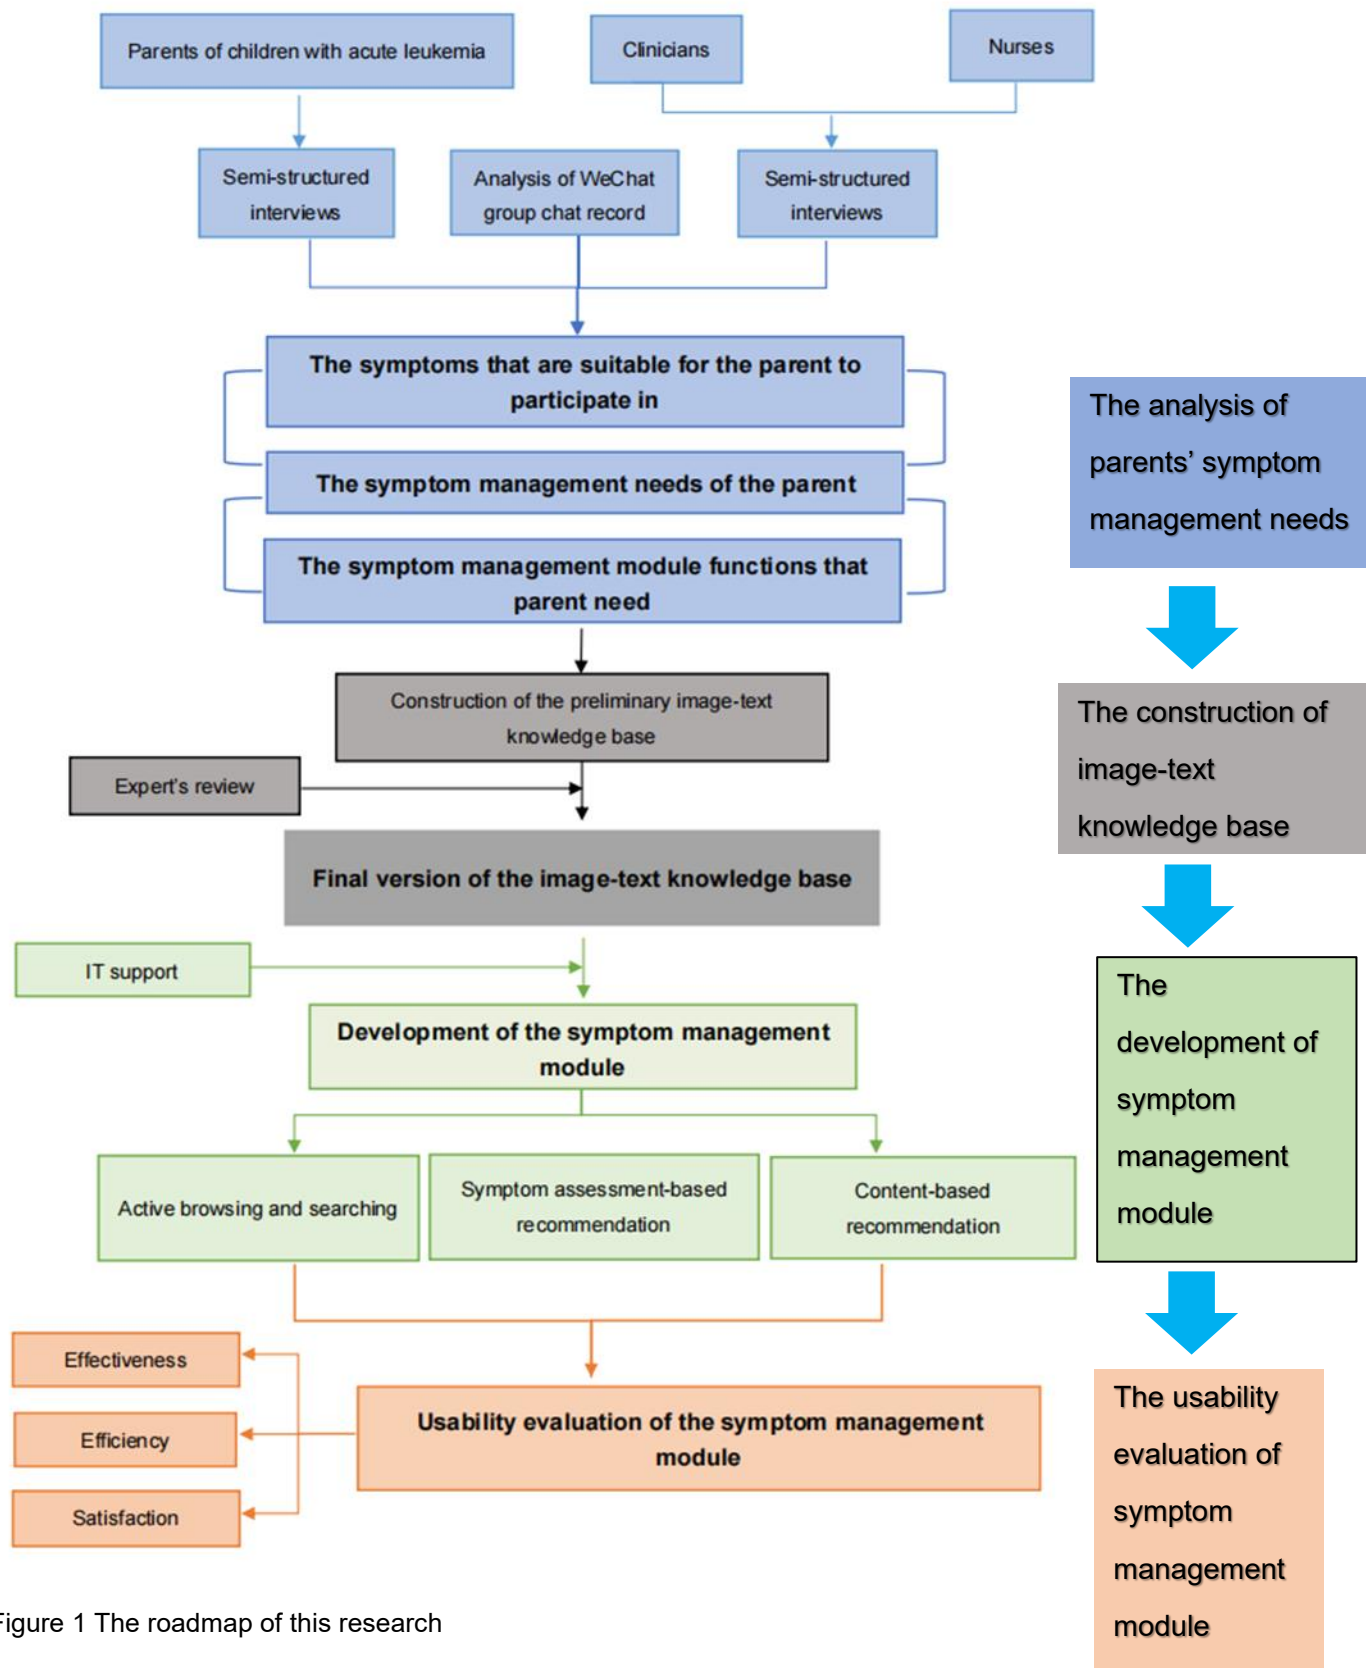 Parents of children with acute leukemia
Clinicians
Nurses
Semi-structured
interviews
Analysis of WeChat
group chat record
Semi-structured
interviews
The symptoms that are suitable for the parent to
participate in
The symptom management needs of the parent
The symptom management module functions that
parent need
Construction of the preliminary image-text
knowledge base
Expert's review
Final version of the image-text knowledge base
IT support
Development of the symptom management
module
Active browsing and searching
Symptom assessment-based
recommendation
Content-based
recommendation
Effectiveness
Efficiency
Satisfaction
Usability evaluation of the symptom management
module
The analysis of
parents’ symptom
management needs
The construction of
image-text
knowledge base
The
development of
symptom
management
module
The usability
evaluation of
symptom
management
module
Figure 1 The roadmap of this research